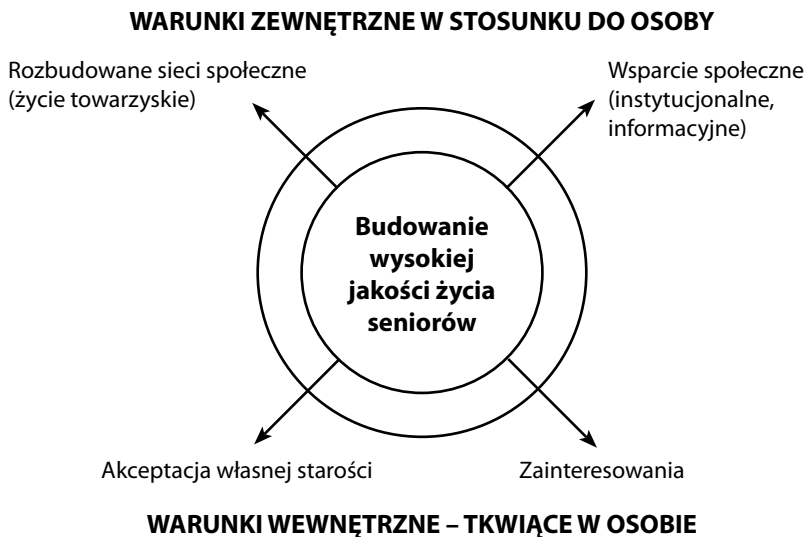 WARUNKI ZEWNĘTRZNE W STOSUNKU DO OSOBY
Rozbudowane sieci społeczne
(życie towarzyskie)
Wsparcie społeczne
(instytucjonalne,
informacyjne)
Budowanie
wysokiej
jakości życia
seniorów
Akceptacja własnej starości
Zainteresowania
WARUNKI WEWNĘTRZNE – TKWIĄCE W OSOBIE